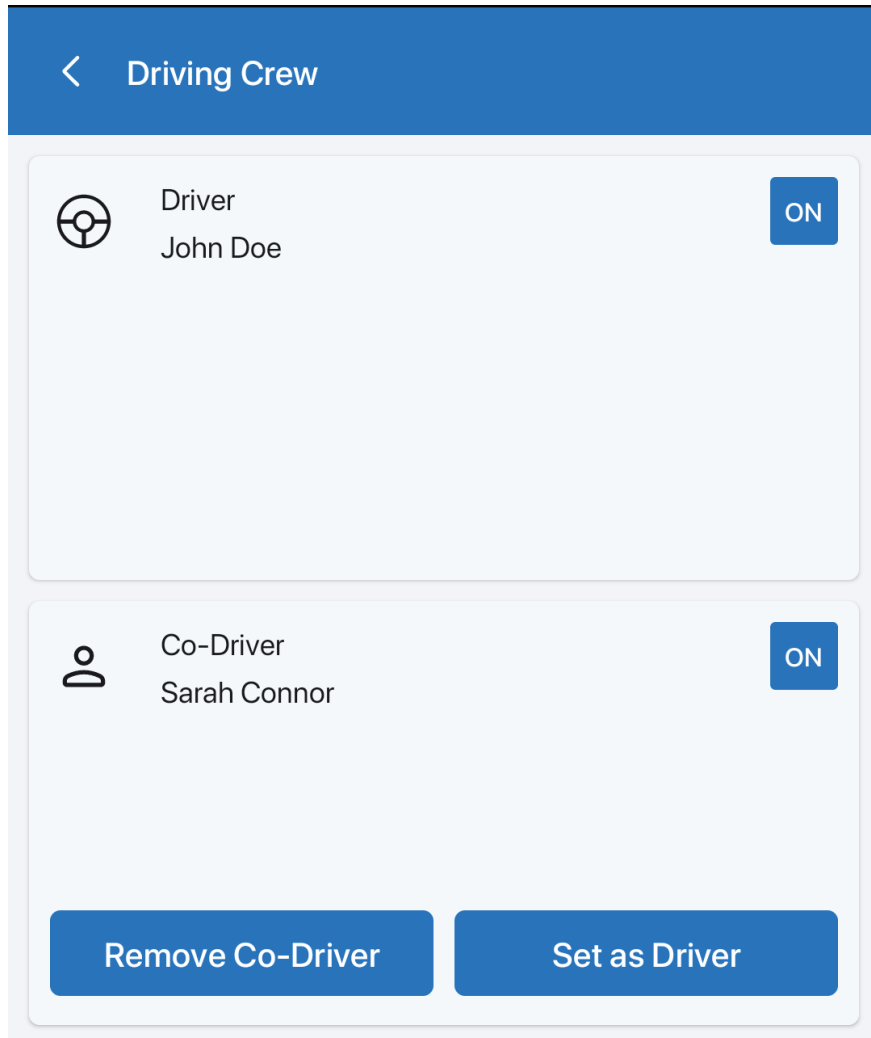 Driving Crew
Driver
ON
John Doe
Co-Driver
ON
Sarah Connor
Remove Co-Driver
Set as Driver